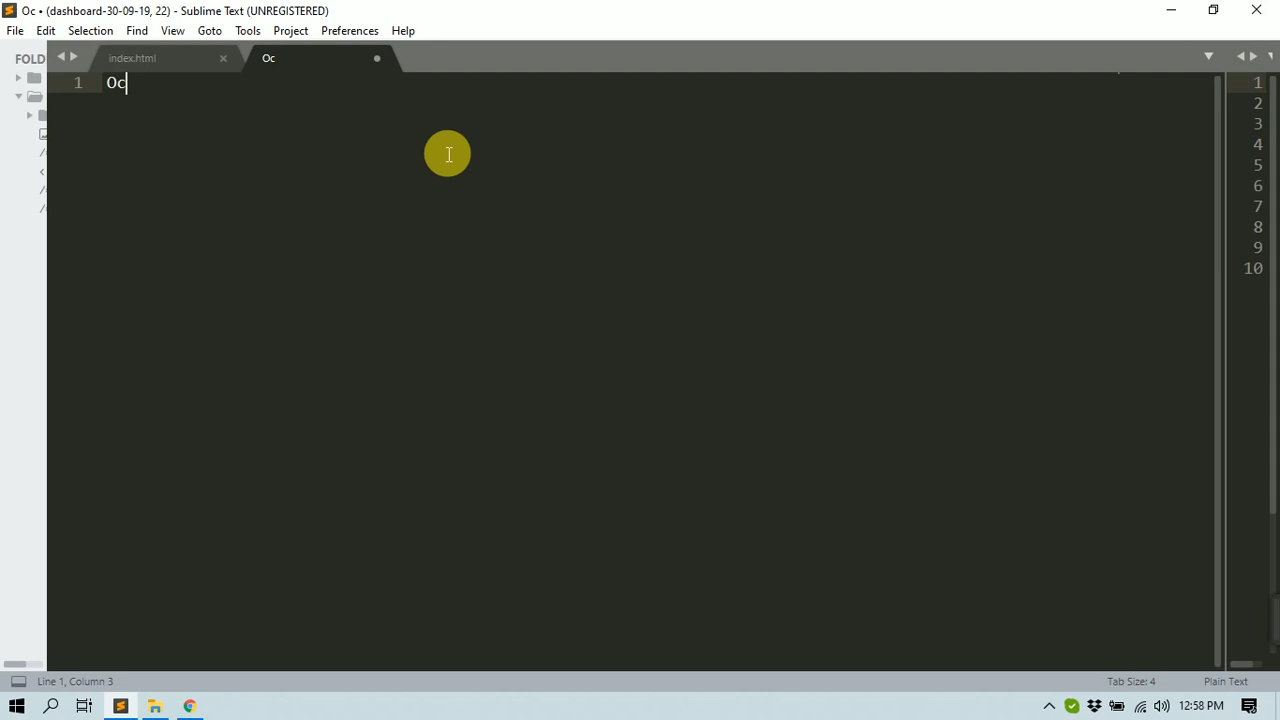 Oc • (dashboard-30-09-19, 22) - Sublime Text (UNREGISTERED)
File Edit Selection Find View Goto Tools Project Preferences Help
FOLD
index.html
Oc
1 Oc
1
2
3
4
5
6
7
8
9
10
Line 1, Column 3
Tab Size: 4
Plain Text
12:58 PM